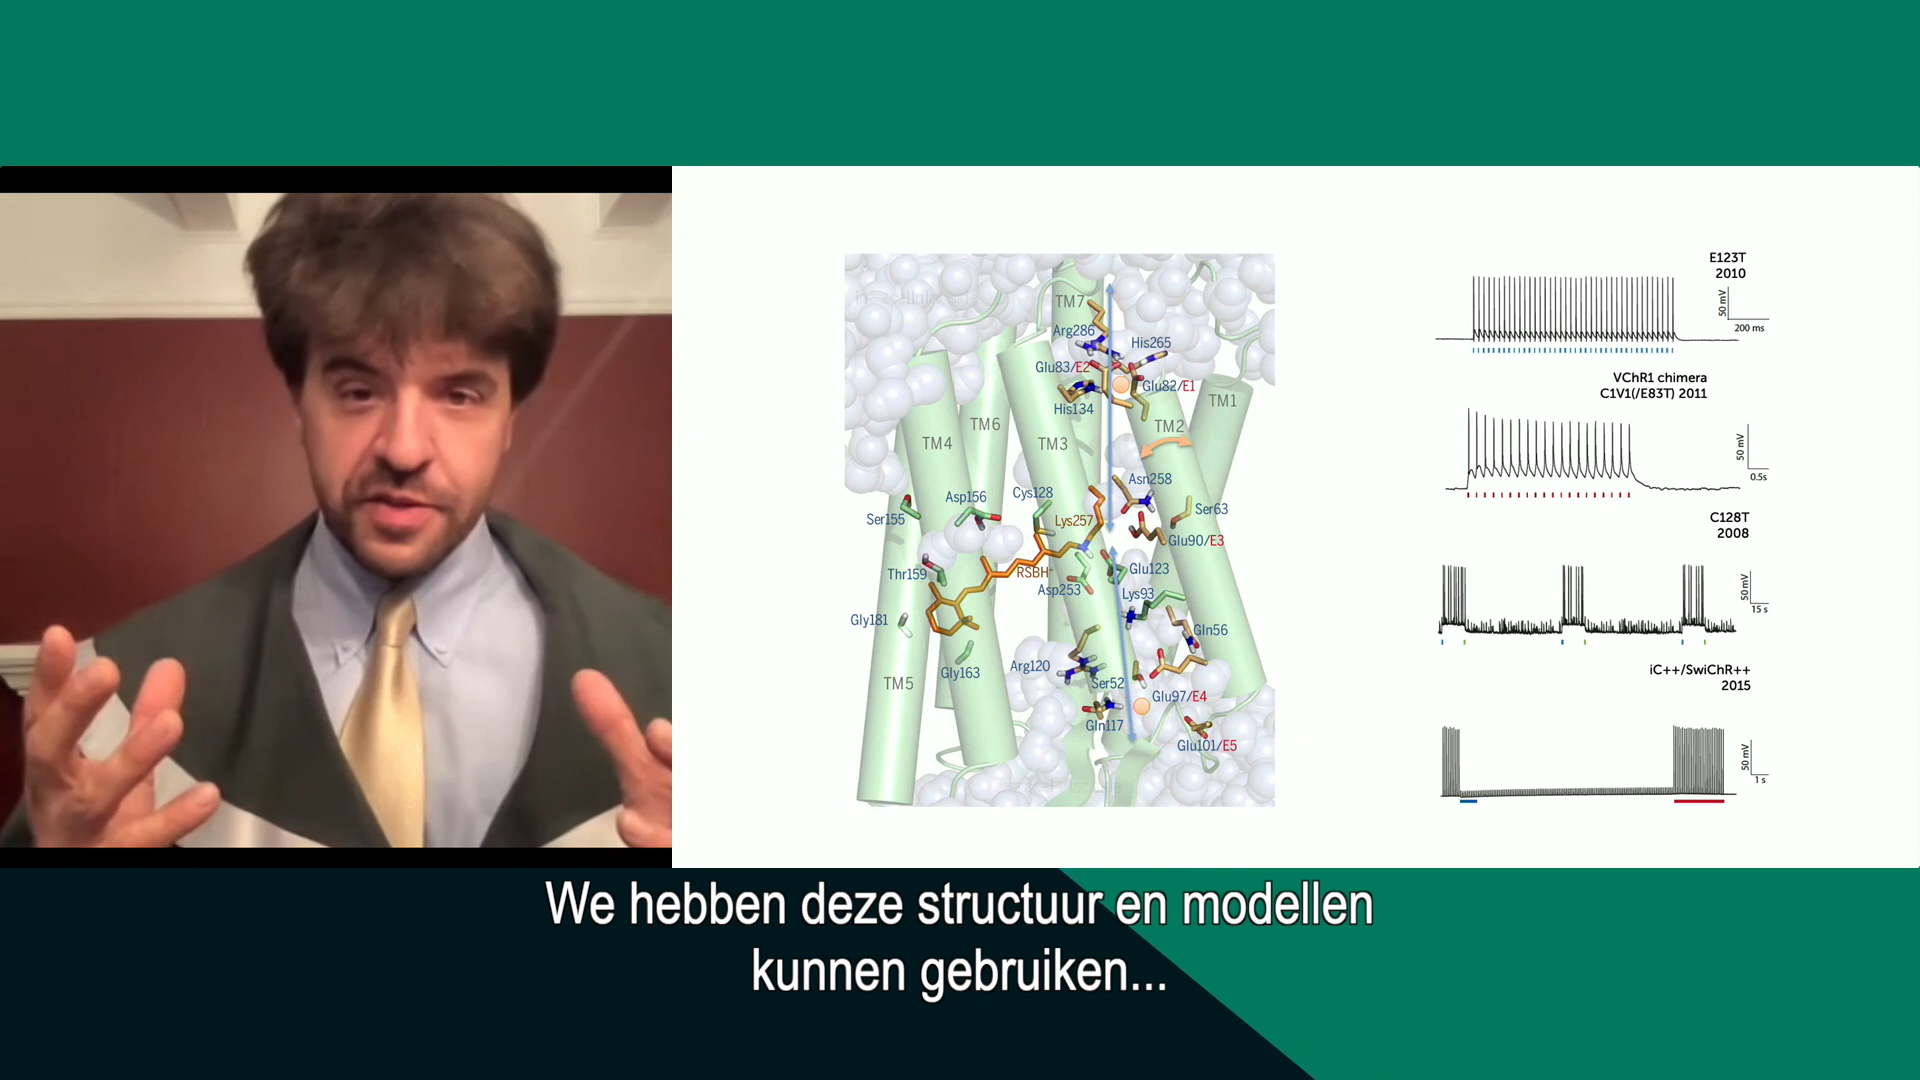 TM7
Arg286
His265
Glu83/E2
Glu82/E1
His134
TM1
TM6
TM2
TM4
TM3
Asn258
Asp156
Cys128
Ser155
Lys257
Ser63
Glu90/E3
Thr159
RSBH+
Glu123
Asp253
Lys93
Gly181
Gln56
Arg120
Gly163
TM5
Ser52
Glu97/E4
Gln117
Glu101/E5
E123T
2010
50 mV
200 ms
VChR1 chimera
C1V1(/E83T) 2011
50 mV
0.5s
C128T
2008
50mV
15 s
iC++/SwiChR++
2015
50 mV
1 s
We hebben deze structuur en modellen
kunnen gebruiken...